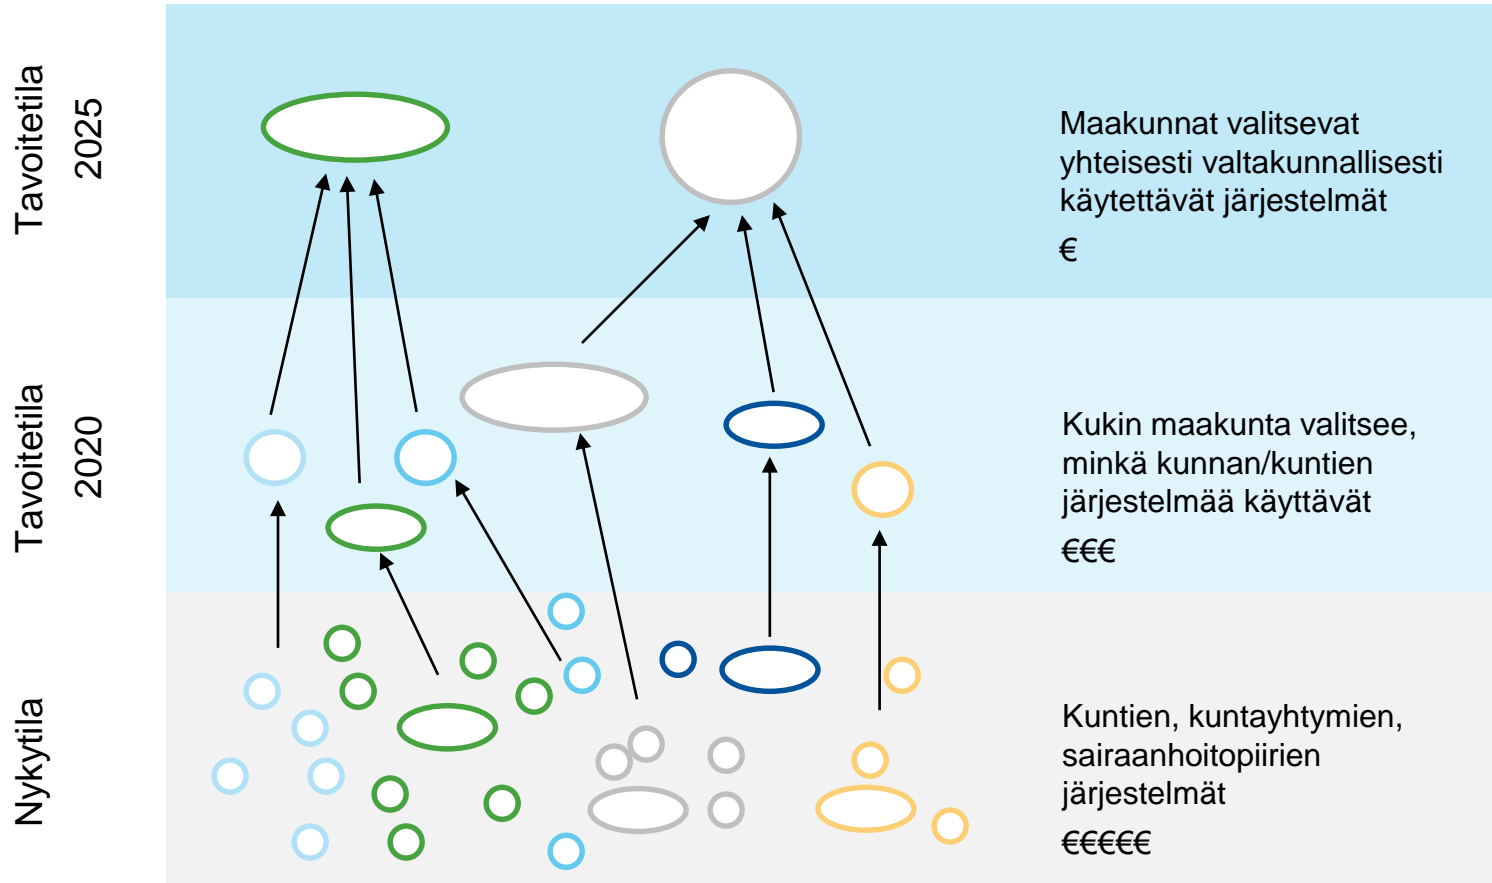 Tavoitetila
2025
Maakunnat valitsevat
yhteisesti valtakunnallisesti
käytettävät järjestelmät
€
Tavoitetila
2020
Kukin maakunta valitsee,
minkä kunnan/kuntien
järjestelmää käyttävät
€€€
Nykytila
Kuntien, kuntayhtymien,
sairaanhoitopiirien
järjestelmät
€€€€€